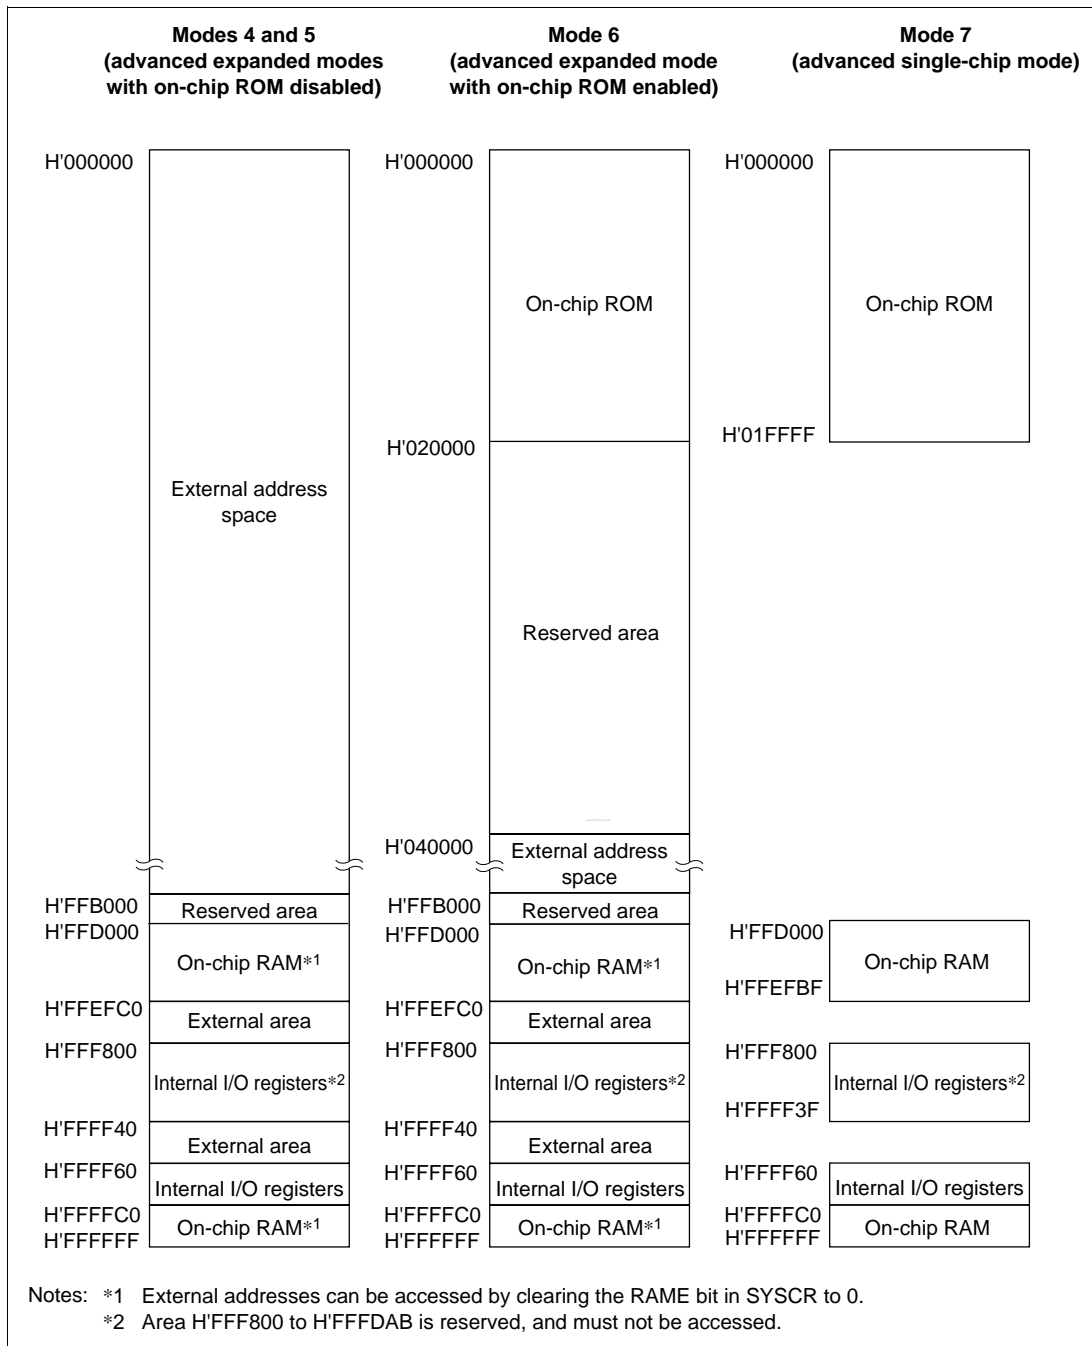 Modes 4 and 5
(advanced expanded modes
with on-chip ROM disabled)
Mode 6
(advanced expanded mode
with on-chip ROM enabled)
Mode 7
(advanced single-chip mode)
H'000000
External address
space
H'FFB000
Reserved area
H'FFD000
On-chip RAM*1
H'FFEFC0
External area
H'FFF800
Internal I/O registers*2
H'FFFF40
External area
H'FFFF60
Internal I/O registers
H'FFFFC0
On-chip RAM*1
H'FFFFFF
H'000000
On-chip ROM
H'020000
Reserved area
H'040000
External address
space
H'FFB000
Reserved area
H'FFD000
On-chip RAM*1
H'FFEFC0
External area
H'FFF800
Internal I/O registers*2
H'FFFF40
External area
H'FFFF60
Internal I/O registers
H'FFFFC0
On-chip RAM*1
H'FFFFFF
H'000000
On-chip ROM
H'01FFFF
H'FFD000
On-chip RAM
H'FFEFBF
H'FFF800
Internal I/O registers*2
H'FFFF3F
H'FFFF60
Internal I/O registers
H'FFFFC0
On-chip RAM
H'FFFFFF
Notes: *1 External addresses can be accessed by clearing the RAME bit in SYSCR to 0.
*2 Area H'FFF800 to H'FFFDAB is reserved, and must not be accessed.